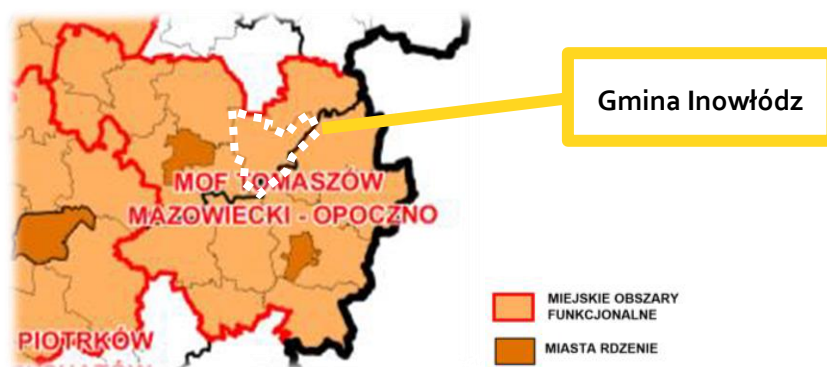 Gmina Inowłódz
MOF TOMASZÓW
MAZOWIECKI - OPOCZNO
MIEJSKIE OBSZARY
FUNKCJONALNE
PIOTRKÓW
MIASTA RDZENIE